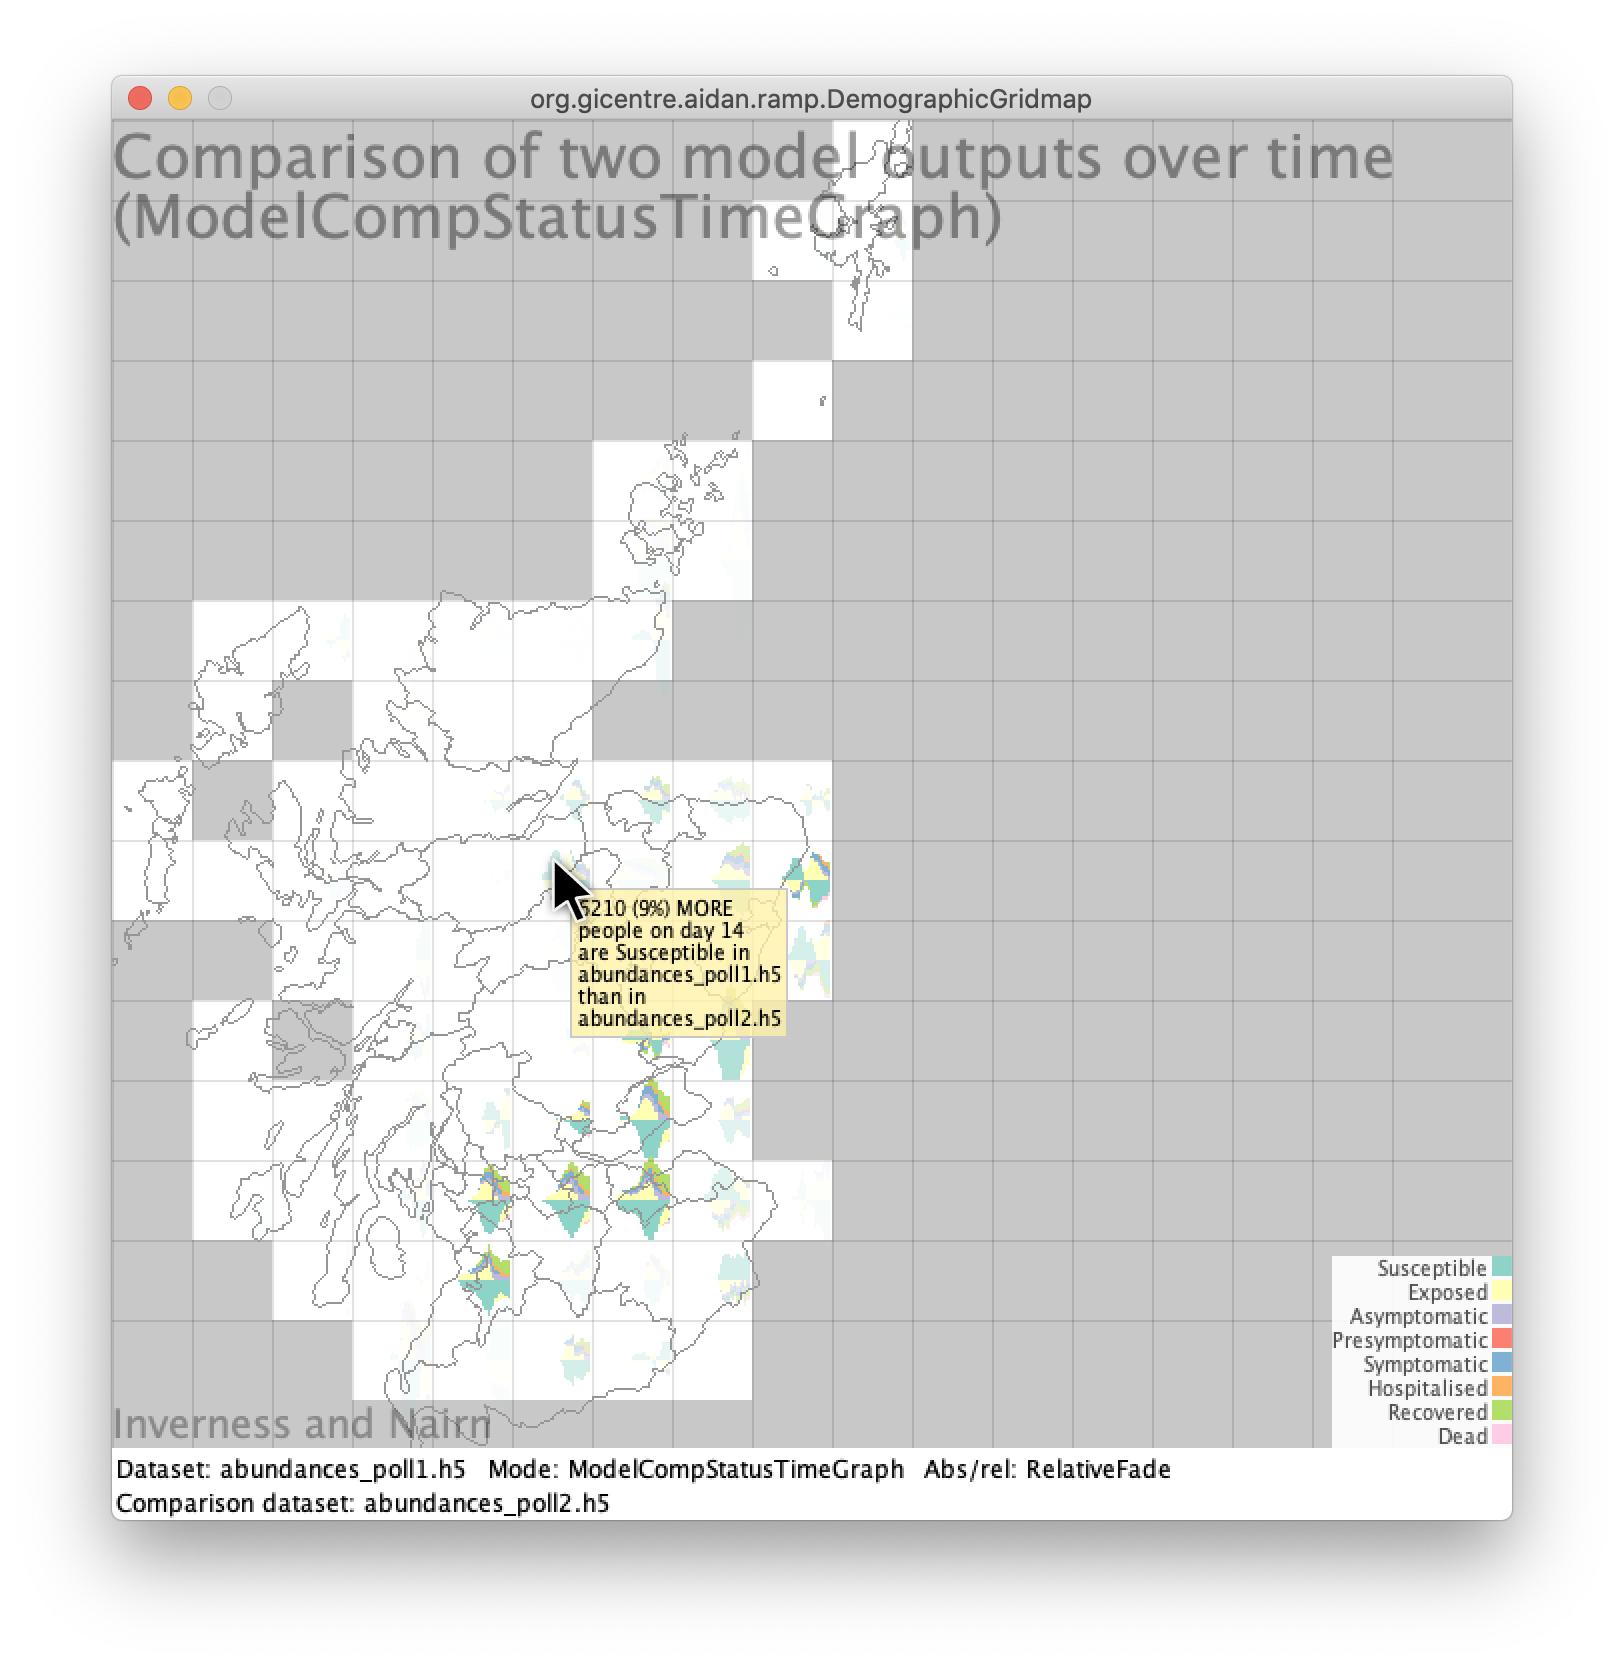 org.gicentre.aidan.ramp.DemographicGridmap
Comparison of two model outputs over time
(ModelCompStatusTimeGraph)
5210 (9%) MORE
people on day 14
are Susceptible in
abundances_poll1.h5
than in
abundances_poll2.h5
Susceptible
Exposed
Asymptomatic
Presymptomatic
Symptomatic
Hospitalised
Recovered
Dead
Inverness and Nairn
Dataset: abundances_poll1.h5 Mode: ModelCompStatusTimeGraph Abs/rel: RelativeFade
Comparison dataset: abundances_poll2.h5